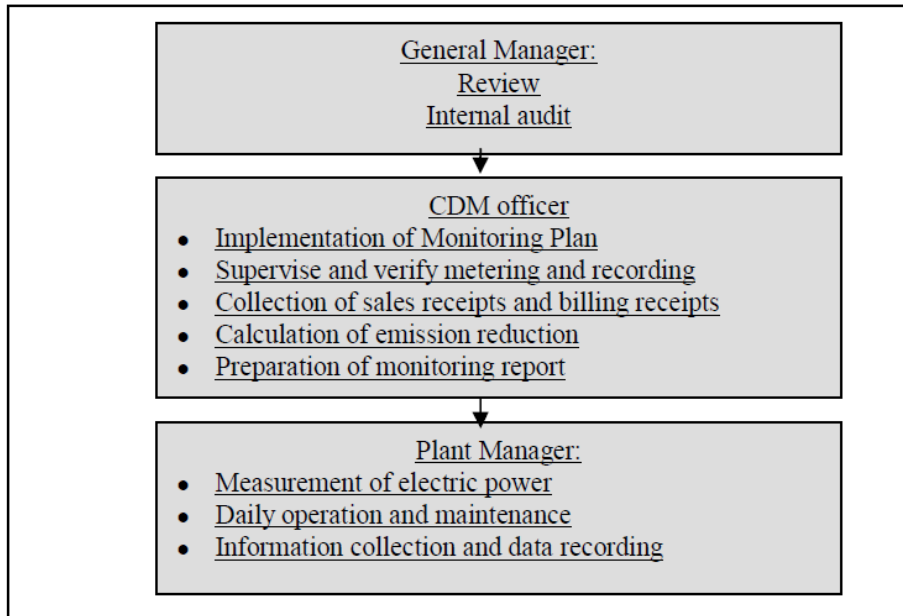 General Manager:
Review
Internal audit
CDM officer
● Implementation of Monitoring Plan
● Supervise and verify metering and recording
● Collection of sales receipts and billing receipts
● Calculation of emission reduction
● Preparation of monitoring report
Plant Manager:
● Measurement of electric power
● Daily operation and maintenance
● Information collection and data recording